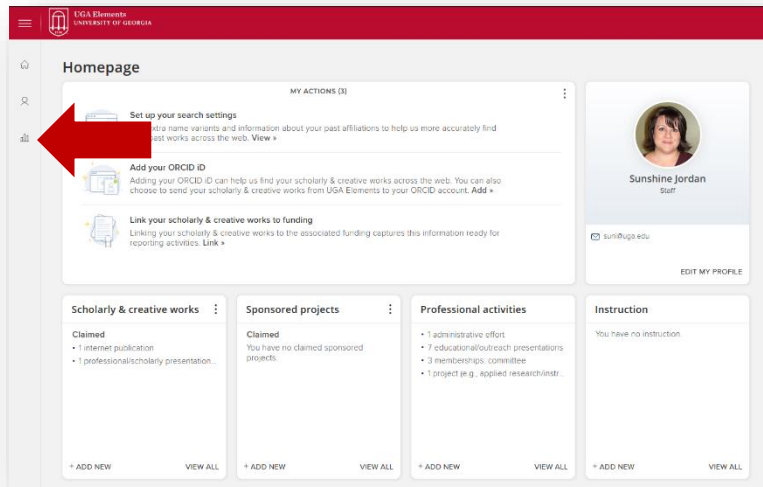 UGA Elements
UNIVERSITY OF GEORGIA
Homepage
MY ACTIONS (3)
Set up your search settings
extra name variants and information about your past affiliations to help us more accurately find
past works across the web. View »
Add your ORCID iD
Adding your ORCID iD can help us find your scholarly & creative works across the web. You can also
choose to send your scholarly & creative works from UGA Elements to your ORCID account. Add »
Link your scholarly & creative works to funding
Linking your scholarly & creative works to the associated funding captures this information ready for
reporting activities. Link »
Sunshine Jordan
Staff
sunl@uga.edu
EDIT MY PROFILE
Scholarly & creative works
Claimed
• 1 internet publication
• 1 professional/scholarly presentation...
+ ADD NEW VIEW ALL
Sponsored projects
Claimed
You have no claimed sponsored
projects.
+ ADD NEW VIEW ALL
Professional activities
• 1 administrative effort
• 7 educational/outreach presentations
• 3 memberships: committee
• 1 project (e.g., applied research/instr...
+ ADD NEW VIEW ALL
Instruction
You have no instruction.
+ ADD NEW VIEW ALL